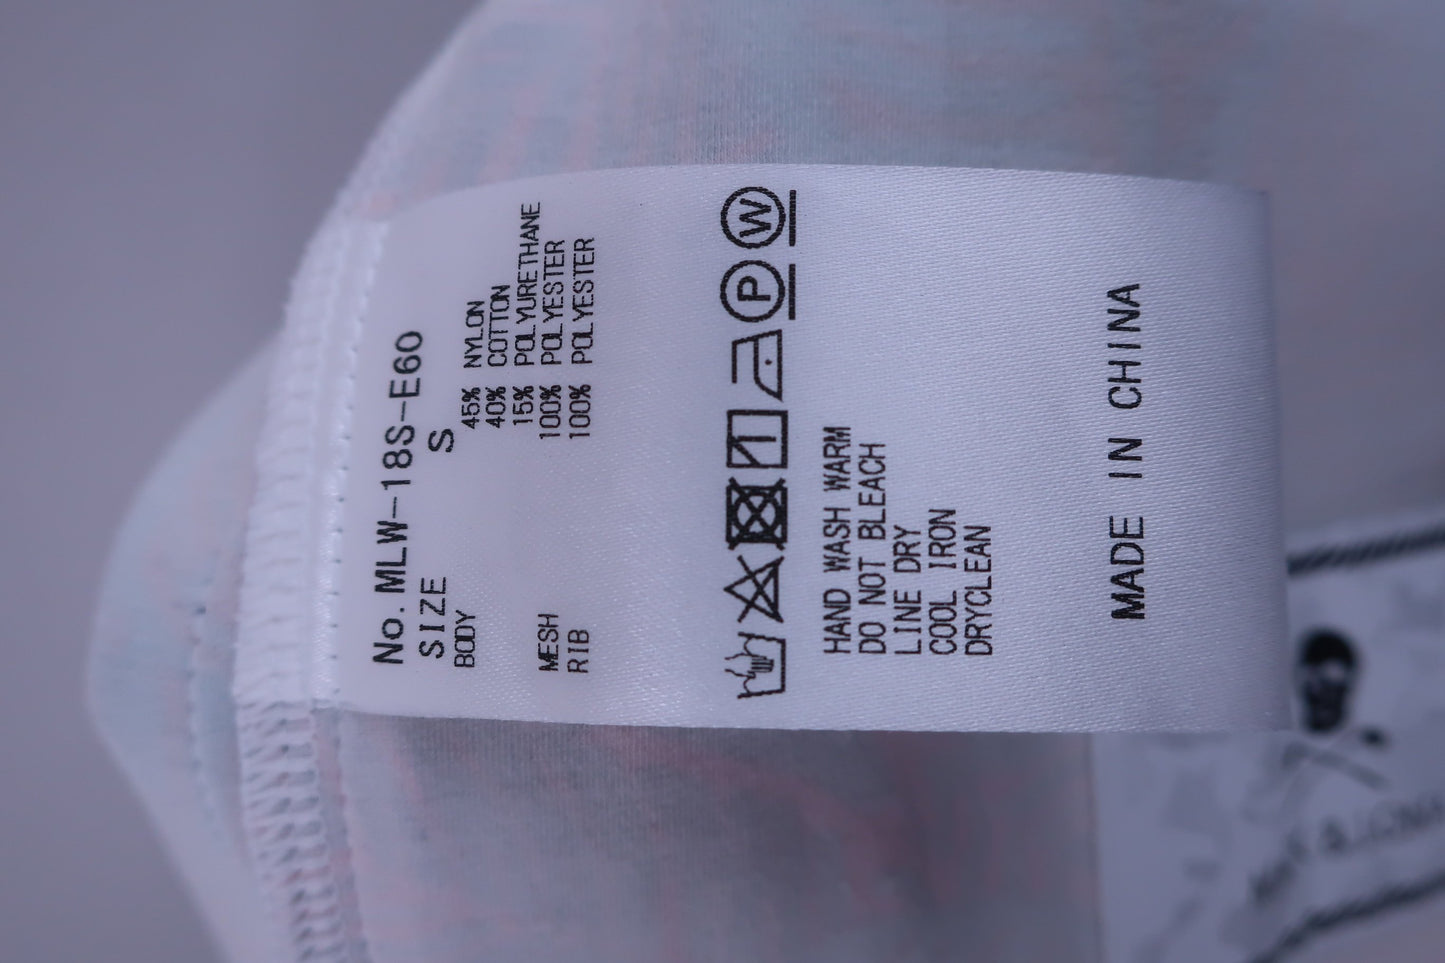 No. MLW-18S-E60
SIZE S
BODY 45% NYLON
40% COTTON
15% POLYURETHANE
MESH 100% POLYESTER
RIB 100% POLYESTER
P W
HAND WASH WARM
DO NOT BLEACH
LINE DRY
COOL IRON
DRYCLEAN
MADE IN CHINA